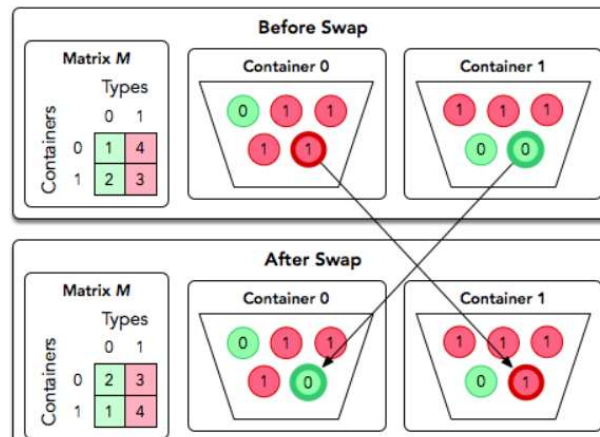 Before Swap
Matrix M
Types
0 1
Containers
0 1 4
1 2 3
Container 0
0 1 1
1 1
Container 1
1 1 1
0 0
After Swap
Matrix M
Types
0 1
Containers
0 2 3
1 1 4
Container 0
0 1 1
1 0
Container 1
1 1 1
0 1